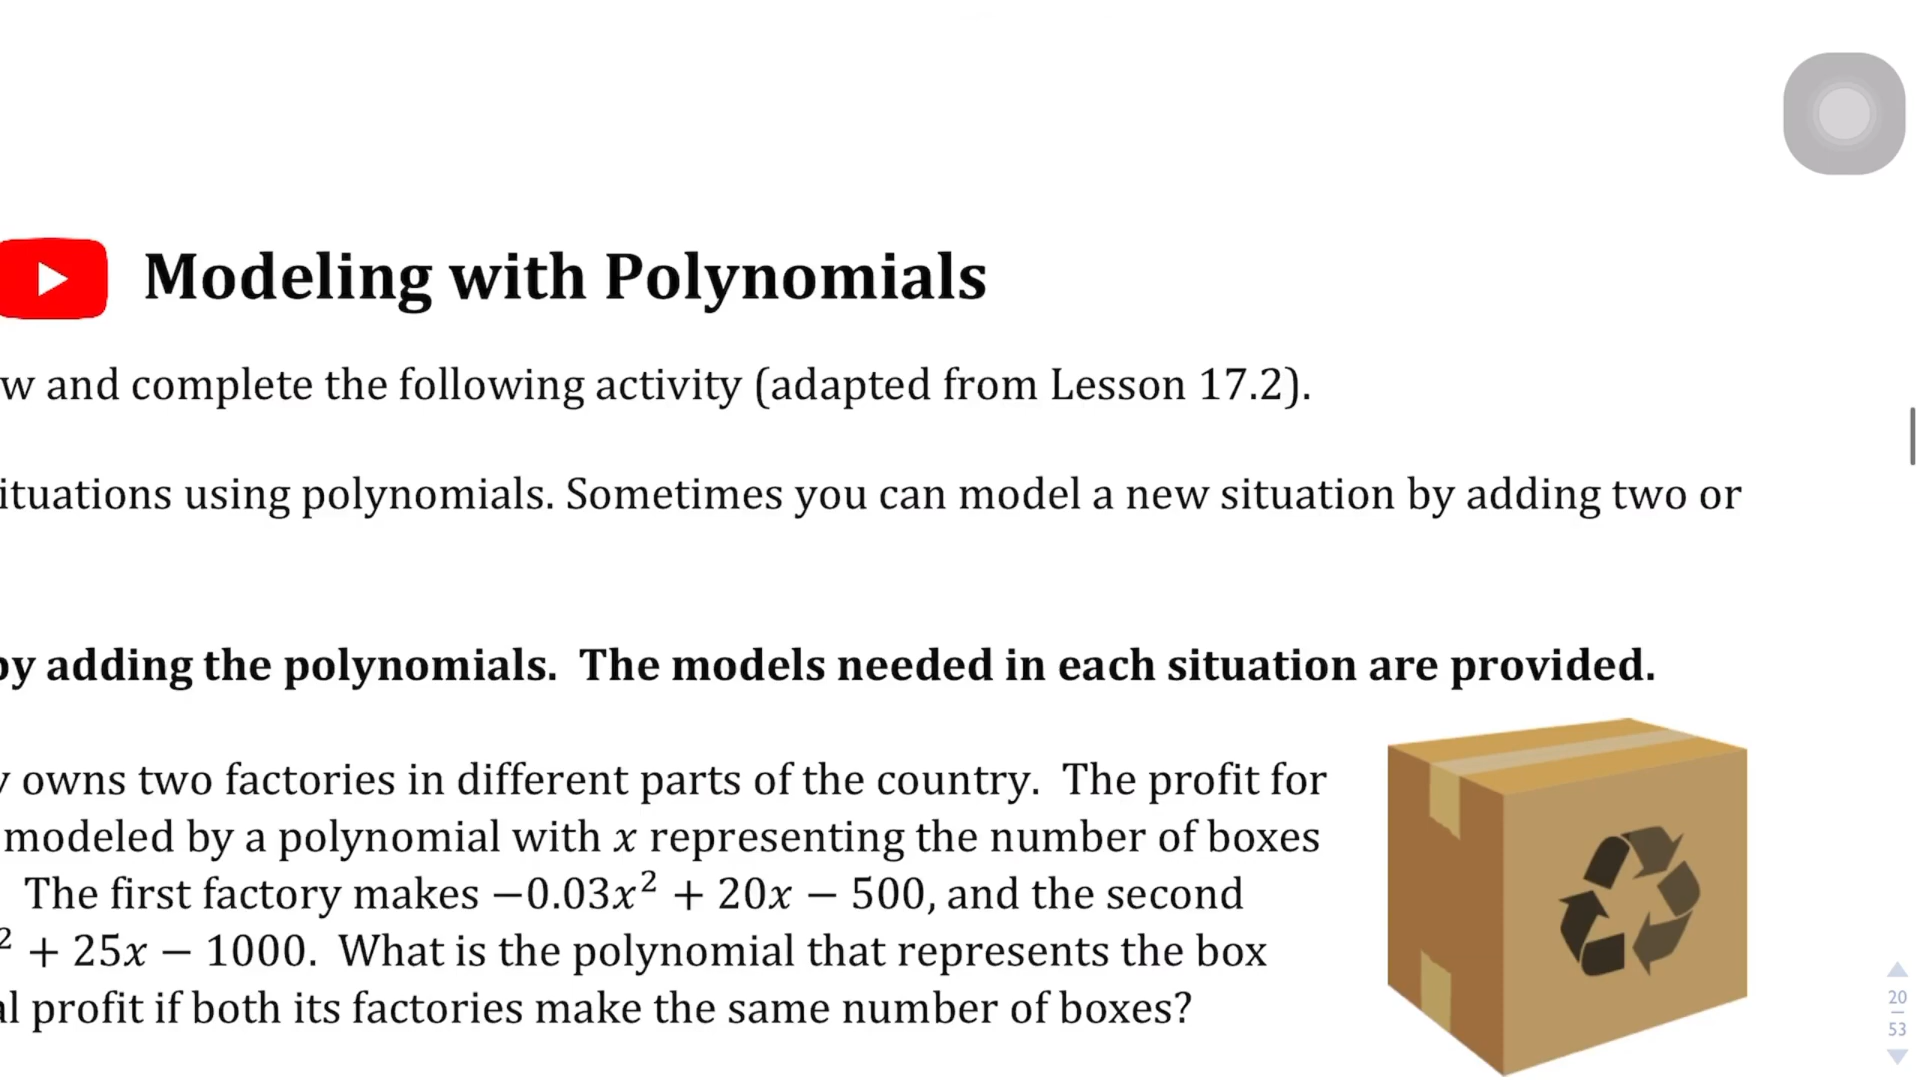 Modeling with Polynomials
w and complete the following activity (adapted from Lesson 17.2).
ituations using polynomials. Sometimes you can model a new situation by adding two or
by adding the polynomials. The models needed in each situation are provided.
y owns two factories in different parts of the country. The profit for
modeled by a polynomial with x representing the number of boxes
The first factory makes −0.03x² + 20x − 500, and the second
² + 25x − 1000. What is the polynomial that represents the box
al profit if both its factories make the same number of boxes?
20
53